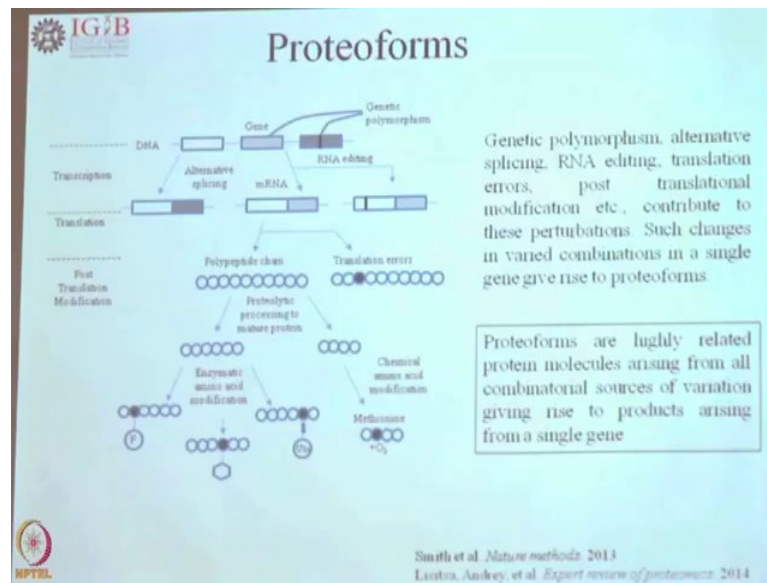 IGIB
Proteoforms
Genetic
polymorphism
Gene
DNA
RNA editing
Transcription
Alternative
splicing
mRNA
Translation
Polypeptide chain
Translation errors
Post
Translation
Modification
Proteolytic
processing to
mature protein
Enzymatic
amino acid
modification
Chemical
amino acid
modification
Methionine
P
+O₂
Genetic polymorphism, alternative
splicing, RNA editing, translation
errors, post translational
modification etc., contribute to
these perturbations. Such changes
in varied combinations in a single
gene give rise to proteoforms.
Proteoforms are highly related
protein molecules arising from all
combinatorial sources of variation
giving rise to products arising
from a single gene
Smith et al. Nature methods. 2013
Andrey, et al. Expert review of proteomics. 2014
NPTEL